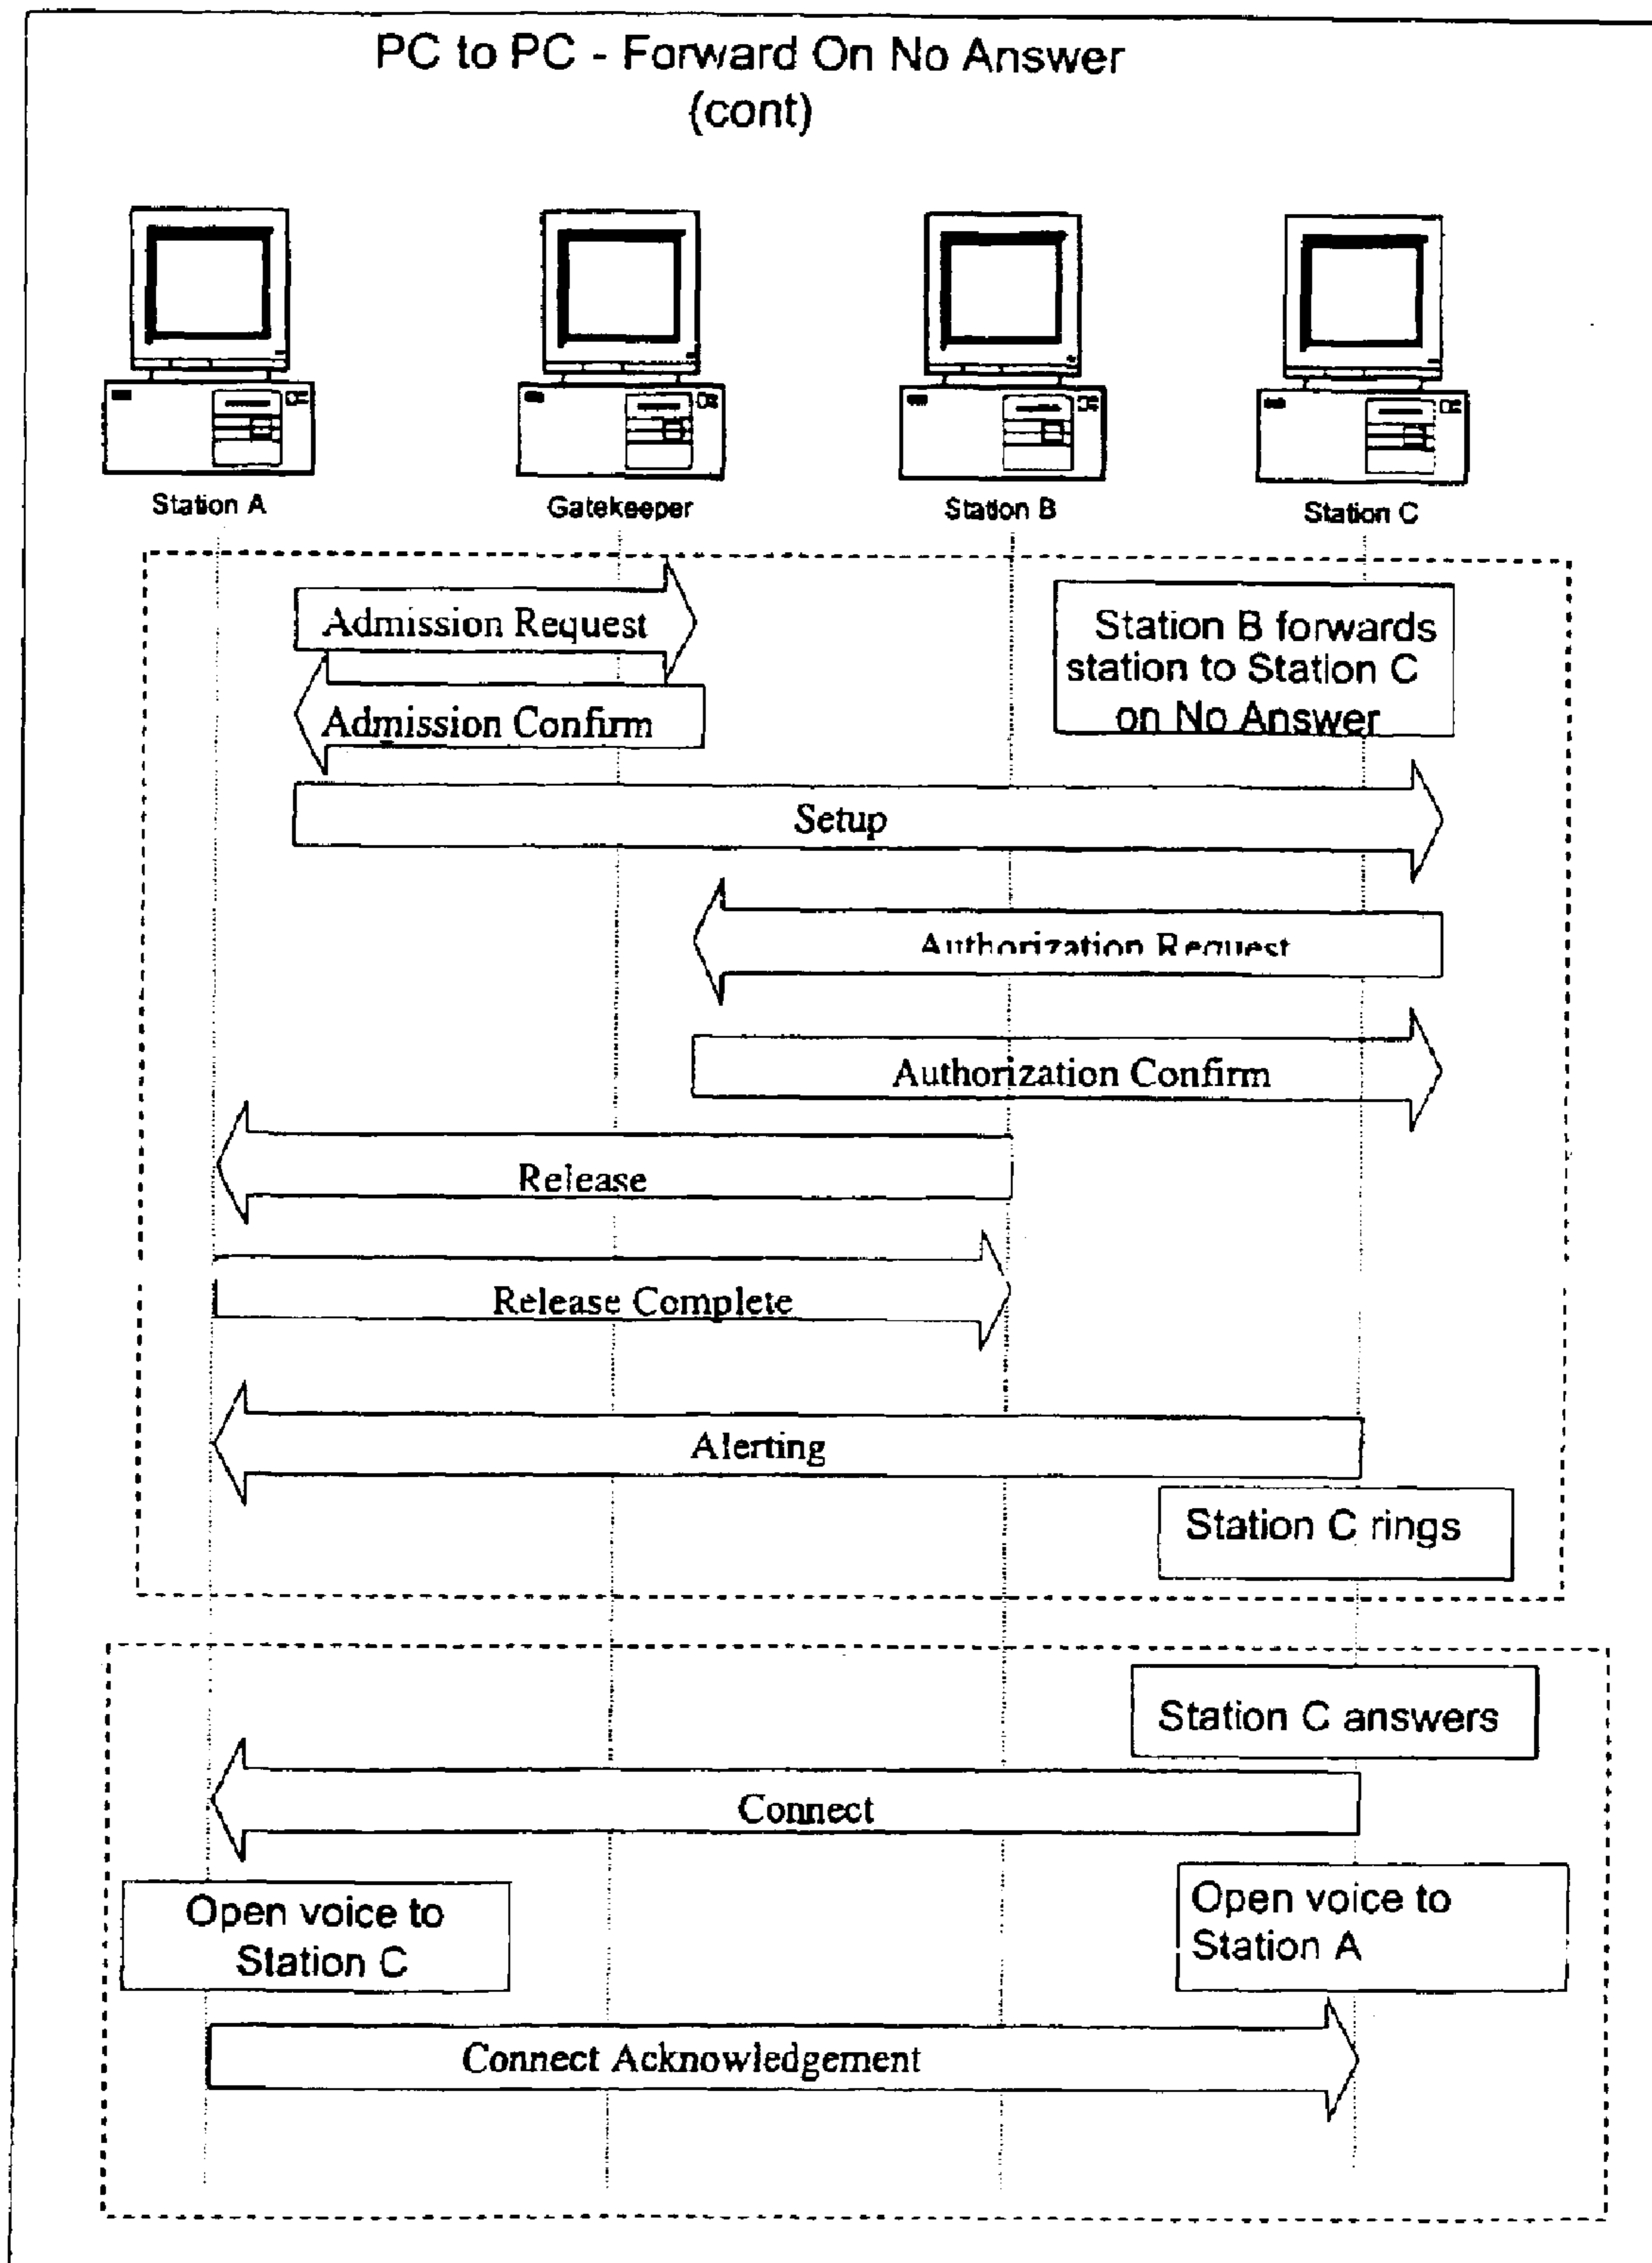 PC to PC - Forward On No Answer
(cont)
Station A
Gatekeeper
Station B
Station C
Admission Request
Station B forwards
station to Station C
on No Answer
Admission Confirm
Setup
Authorization Request
Authorization Confirm
Release
Release Complete
Alerting
Station C rings
Station C answers
Connect
Open voice to
Station C
Open voice to
Station A
Connect Acknowledgement